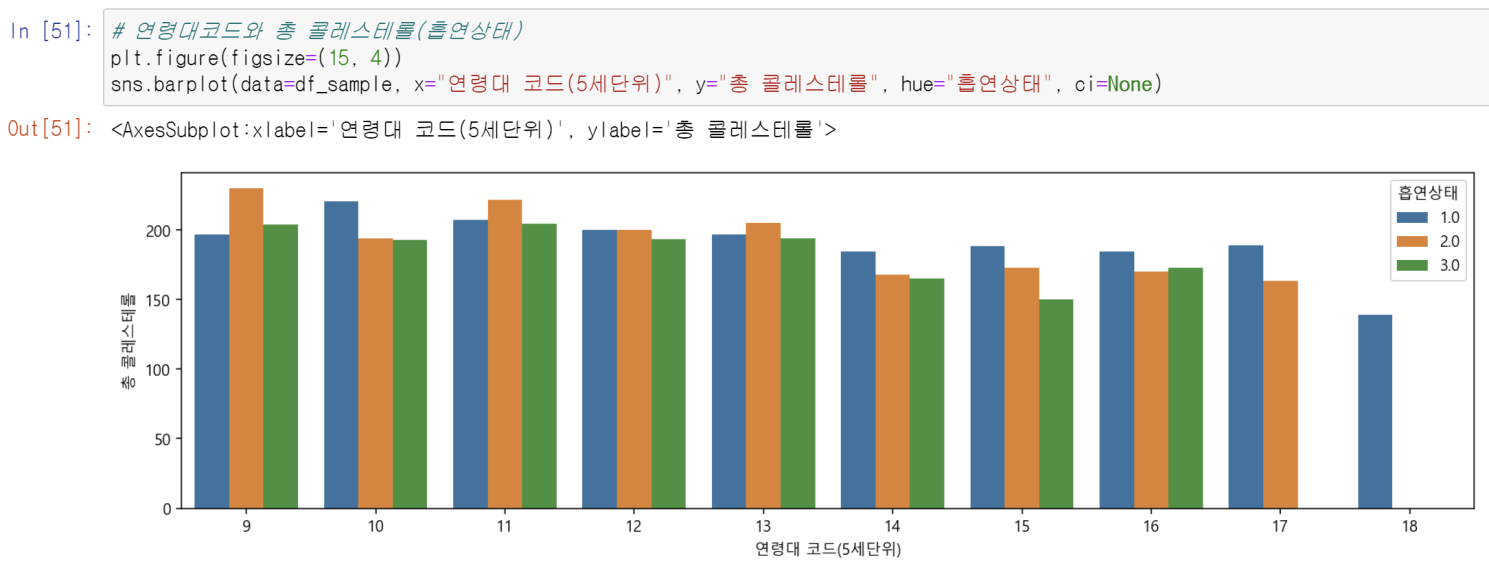 In [51]: # 연령대코드와 총 콜레스테롤(흡연상태)
plt.figure(figsize=(15, 4))
sns.barplot(data=df_sample, x="연령대 코드(5세단위)", y="총 콜레스테롤", hue="흡연상태", ci=None)
Out[51]: <AxesSubplot:xlabel='연령대 코드(5세단위)', ylabel='총 콜레스테롤'>
흡연상태
1.0
2.0
3.0
200
150
100
50
0
총 콜레스테롤
9 10 11 12 13 14 15 16 17 18
연령대 코드(5세단위)